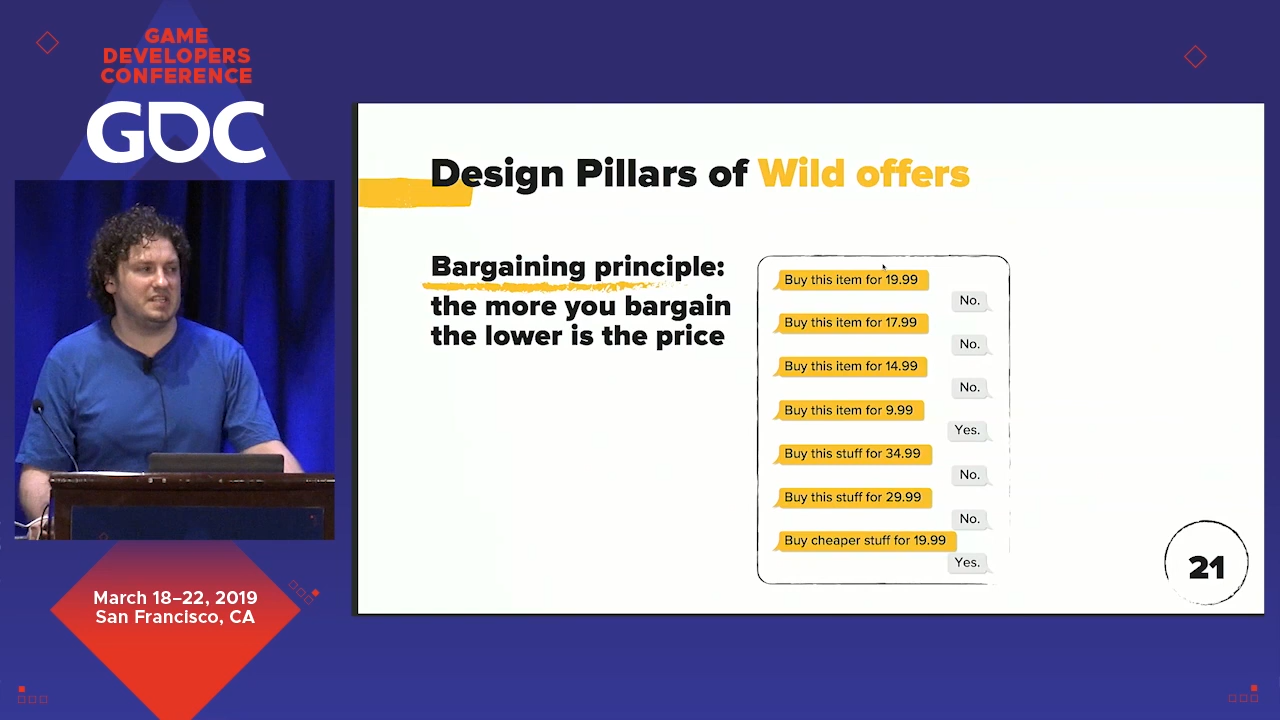 GAME
DEVELOPERS
CONFERENCE
GDC
Design Pillars of Wild offers
Bargaining principle:
the more you bargain
the lower is the price
Buy this item for 19.99
No.
Buy this item for 17.99
No.
Buy this item for 14.99
No.
Buy this item for 9.99
Yes.
Buy this stuff for 34.99
No.
Buy this stuff for 29.99
No.
Buy cheaper stuff for 19.99
Yes.
21
March 18–22, 2019
San Francisco, CA